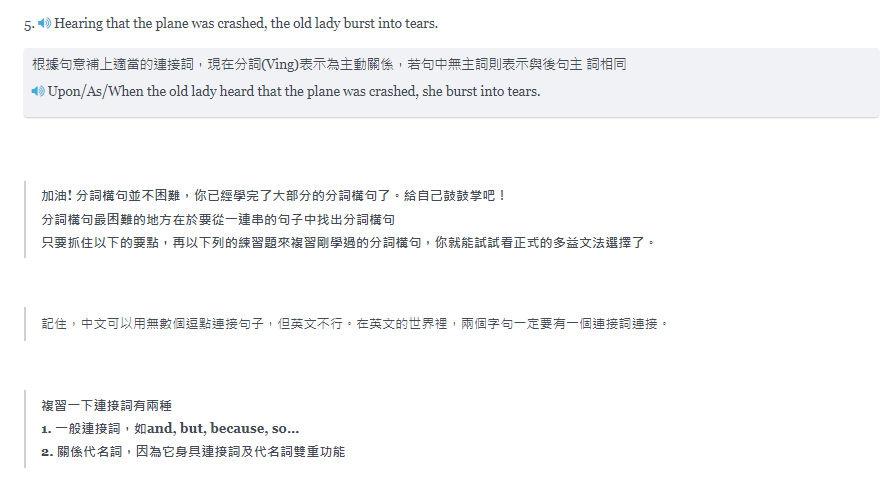 5. Hearing that the plane was crashed, the old lady burst into tears.
根據句意補上適當的連接詞，現在分詞(Ving)表示為主動關係，若句中無主詞則表示與後句主 詞相同
Upon/As/When the old lady heard that the plane was crashed, she burst into tears.
加油! 分詞構句並不困難，你已經學完了大部分的分詞構句了。給自己鼓鼓掌吧！
分詞構句最困難的地方在於要從一連串的句子中找出分詞構句
只要抓住以下的要點，再以下列的練習題來複習剛學過的分詞構句，你就能試試看正式的多益文法選擇了。
記住，中文可以用無數個逗點連接句子，但英文不行。在英文的世界裡，兩個字句一定要有一個連接詞連接。
複習一下連接詞有兩種
1. 一般連接詞，如and, but, because, so...
2. 關係代名詞，因為它身具連接詞及代名詞雙重功能